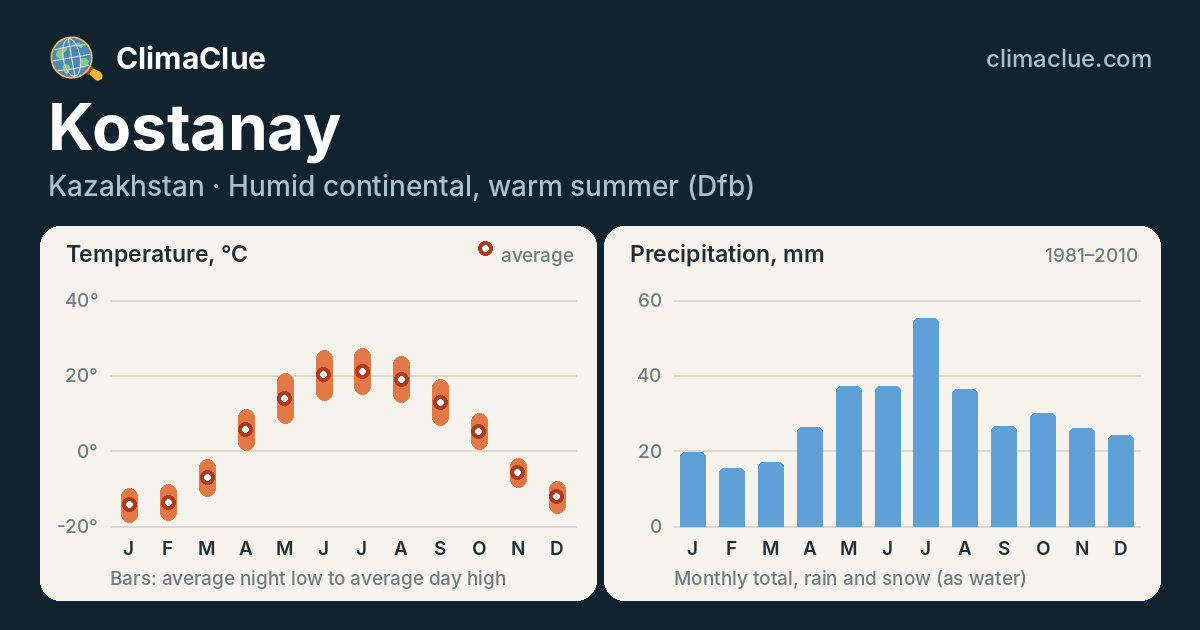 ClimaClue
climaclue.com
Kostanay
Kazakhstan · Humid continental, warm summer (Dfb)
Temperature, °C
average
40°
20°
0°
-20°
J F M A M J J A S O N D
Bars: average night low to average day high
Precipitation, mm
1981–2010
60
40
20
0
J F M A M J J A S O N D
Monthly total, rain and snow (as water)